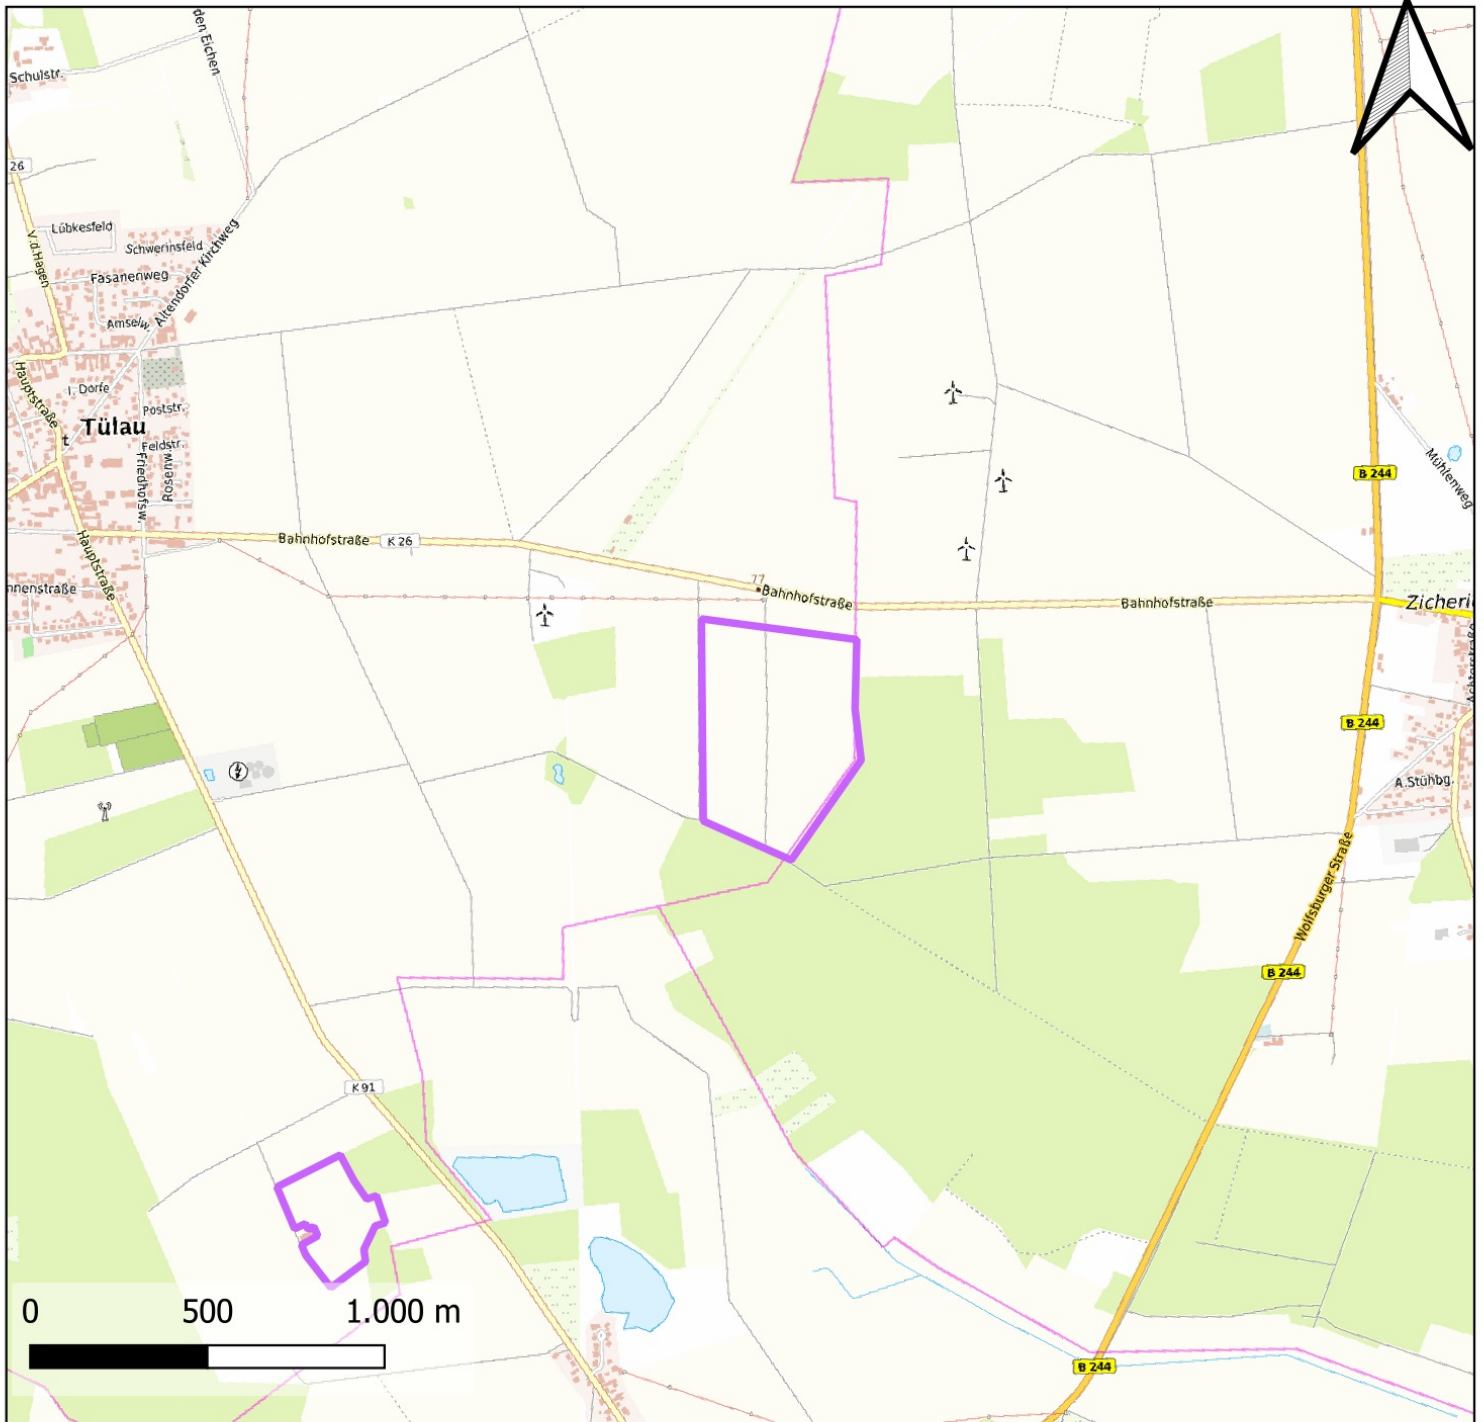 den Eichen
Schulstr.
26
Lübkesfeld
V.d.Hagen
Schwerinsfeld
Fasanenweg
Altendorfer Kirchweg
Amselw.
Hauptstraße
I. Dorfe
Poststr.
Tülau
t
Feldstr.
Rosenw.
Friedhofsw.
B 244
Mühlenweg
Bahnhofstraße
K 26
Hauptstraße
77
Bahnhofstraße
Bahnhofstraße
Zicheri
nnenstraße
B 244
A.Stühbg.
Wolfsburger Straße
B 244
K 91
0 500 1.000 m
B 244